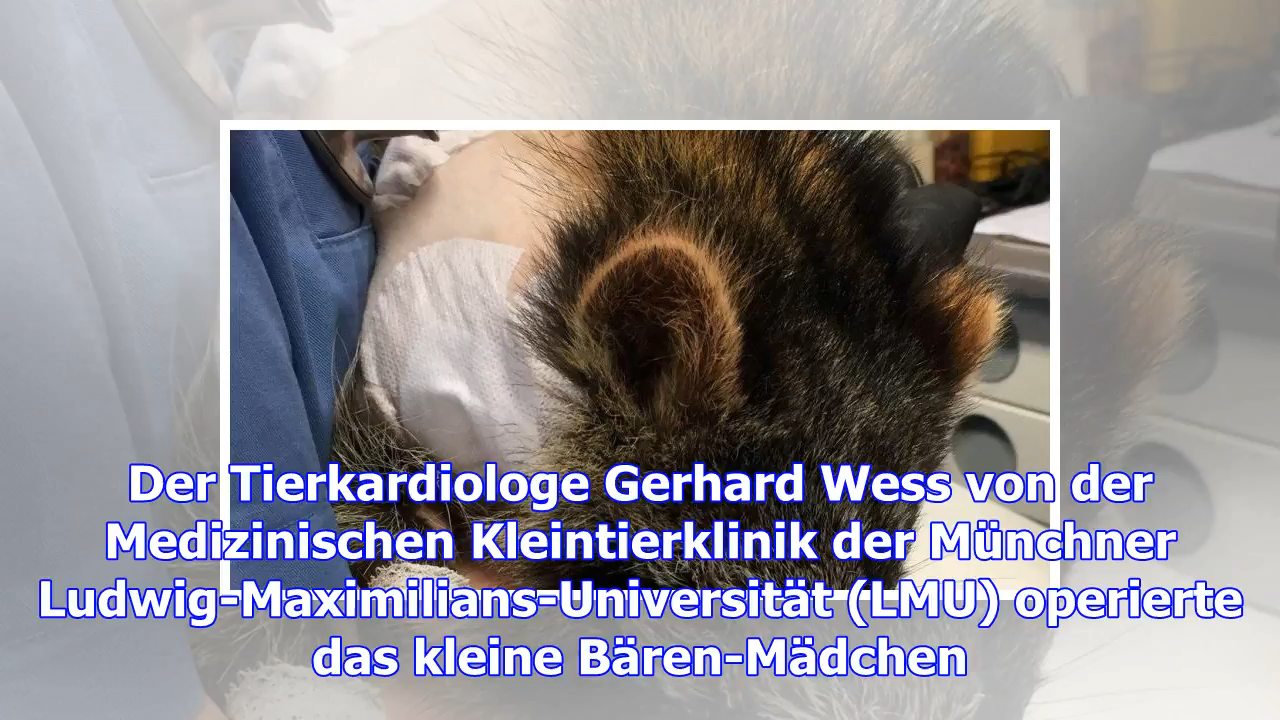 Der Tierkardiologe Gerhard Wess von der
Medizinischen Kleintierklinik der Münchner
Ludwig-Maximilians-Universität (LMU) operierte
das kleine Bären-Mädchen